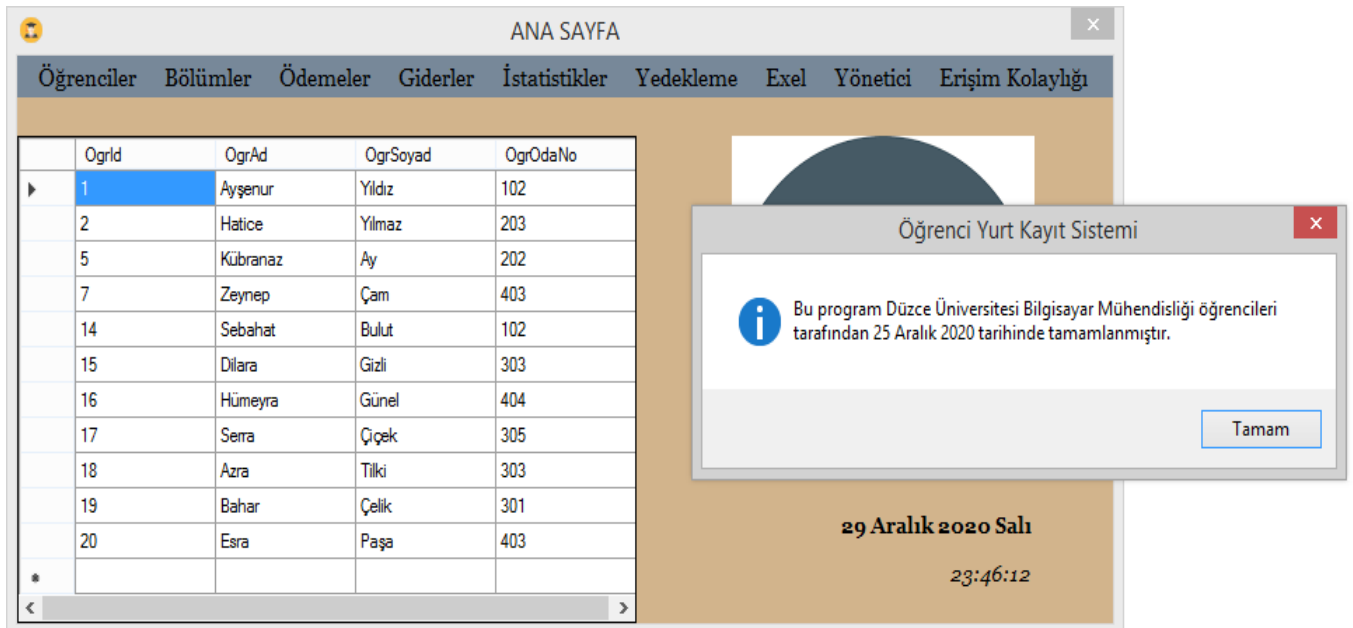 ANA SAYFA
Öğrenciler Bölümler Ödemeler Giderler İstatistikler Yedekleme Exel Yönetici Erişim Kolaylığı
OgrId OgrAd OgrSoyad OgrOdaNo
1 Ayşenur Yıldız 102
2 Hatice Yılmaz 203
5 Kübranaz Ay 202
7 Zeynep Çam 403
14 Sebahat Bulut 102
15 Dilara Gizli 303
16 Hümeyra Günel 404
17 Serra Çiçek 305
18 Azra Tilki 303
19 Bahar Çelik 301
20 Esra Paşa 403
Öğrenci Yurt Kayıt Sistemi
Bu program Düzce Üniversitesi Bilgisayar Mühendisliği öğrencileri
tarafından 25 Aralık 2020 tarihinde tamamlanmıştır.
Tamam
29 Aralık 2020 Salı
23:46:12